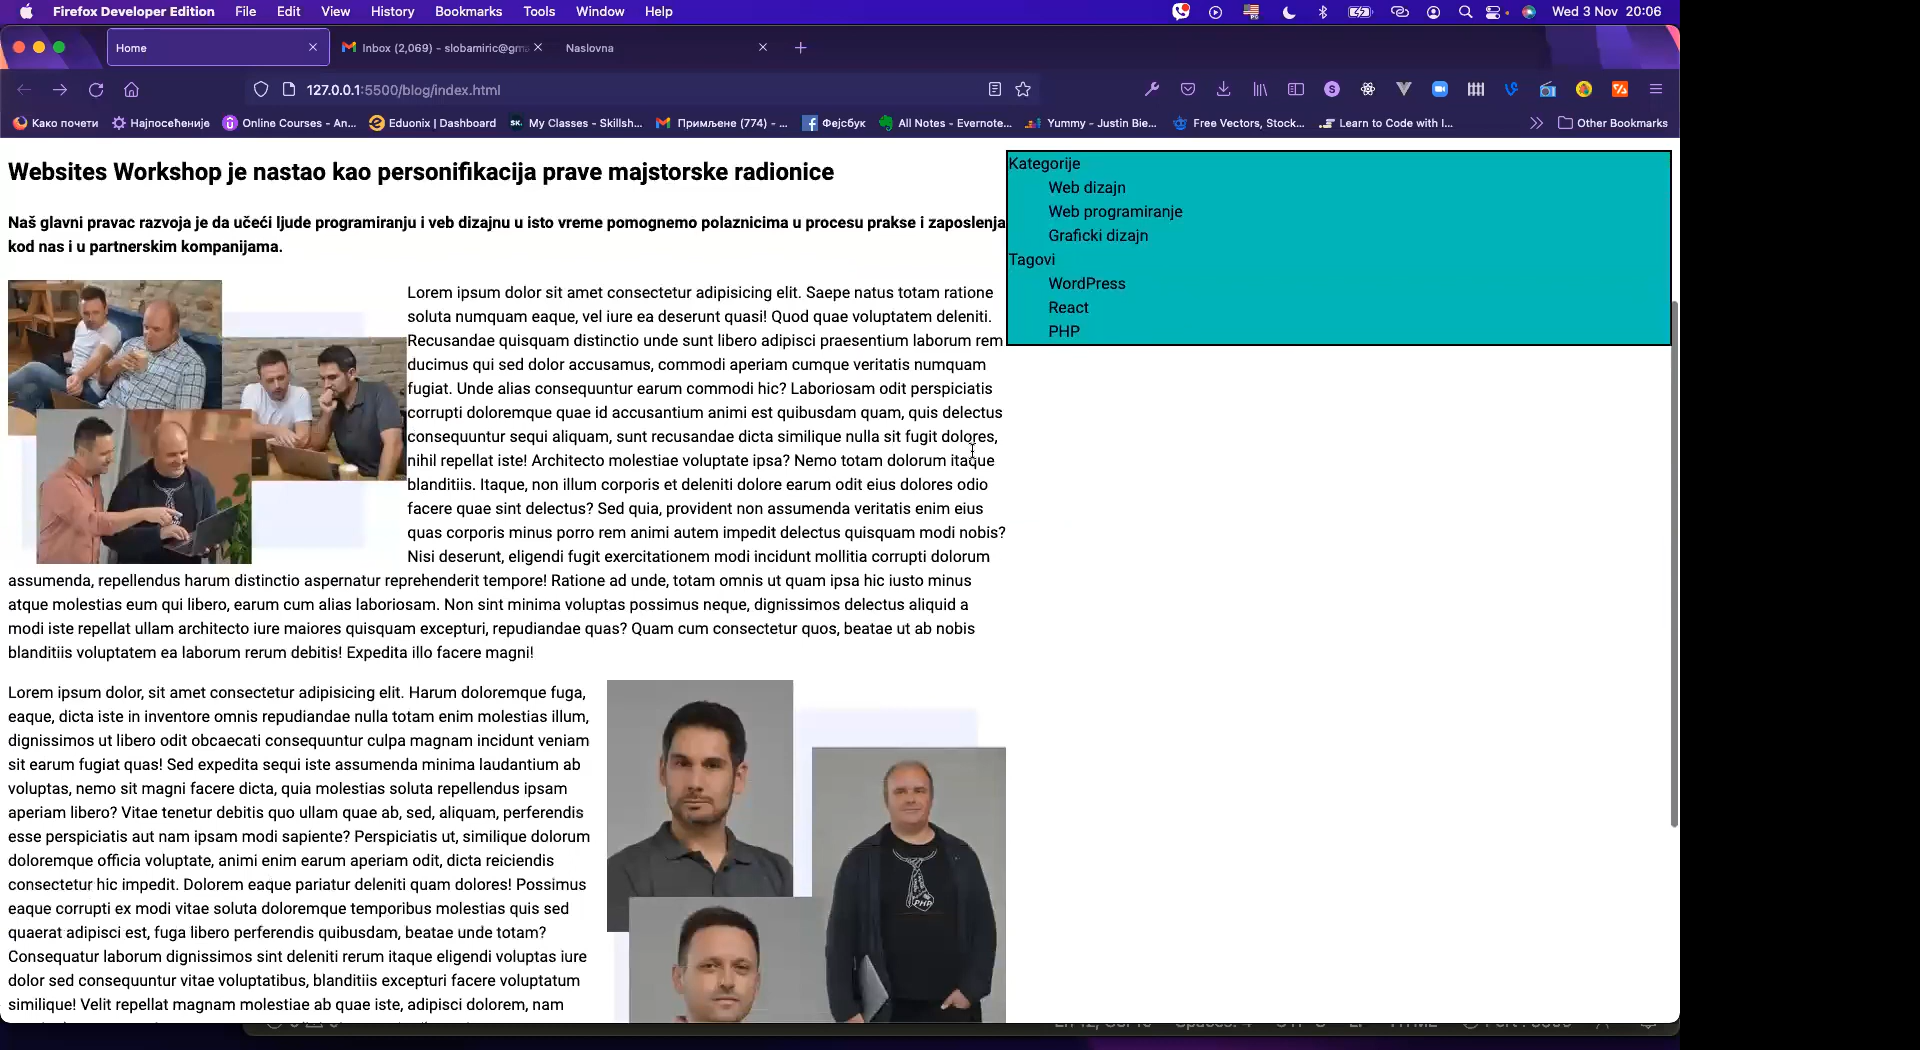 Firefox Developer Edition File Edit View History Bookmarks Tools Window Help Wed 3 Nov 20:06
Home Inbox (2,069) - slobamiric@gm Naslovna
127.0.0.1:5500/blog/index.html
Како почети Најпосећеније Online Courses - An... Eduonix | Dashboard My Classes - Skillsh... Примљене (774) - ... Фејсбук All Notes - Evernote... Yummy - Justin Bie... Free Vectors, Stock... Learn to Code with I... Other Bookmarks
Websites Workshop je nastao kao personifikacija prave majstorske radionice
Naš glavni pravac razvoja je da učeći ljude programiranju i veb dizajnu u isto vreme pomognemo polaznicima u procesu prakse i zaposlenja
kod nas i u partnerskim kompanijama.
Lorem ipsum dolor sit amet consectetur adipisicing elit. Saepe natus totam ratione
soluta numquam eaque, vel iure ea deserunt quasi! Quod quae voluptatem deleniti.
Recusandae quisquam distinctio unde sunt libero adipisci praesentium laborum rem
ducimus qui sed dolor accusamus, commodi aperiam cumque veritatis numquam
fugiat. Unde alias consequuntur earum commodi hic? Laboriosam odit perspiciatis
corrupti doloremque quae id accusantium animi est quibusdam quam, quis delectus
consequuntur sequi aliquam, sunt recusandae dicta similique nulla sit fugit dolores,
nihil repellat iste! Architecto molestiae voluptate ipsa? Nemo totam dolorum itaque
blanditiis. Itaque, non illum corporis et deleniti dolore earum odit eius dolores odio
facere quae sint delectus? Sed quia, provident non assumenda veritatis enim eius
quas corporis minus porro rem animi autem impedit delectus quisquam modi nobis?
Nisi deserunt, eligendi fugit exercitationem modi incidunt mollitia corrupti dolorum
assumenda, repellendus harum distinctio aspernatur reprehenderit tempore! Ratione ad unde, totam omnis ut quam ipsa hic iusto minus
atque molestias eum qui libero, earum cum alias laboriosam. Non sint minima voluptas possimus neque, dignissimos delectus aliquid a
modi iste repellat ullam architecto iure maiores quisquam excepturi, repudiandae quas? Quam cum consectetur quos, beatae ut ab nobis
blanditiis voluptatem ea laborum rerum debitis! Expedita illo facere magni!
Lorem ipsum dolor, sit amet consectetur adipisicing elit. Harum doloremque fuga,
eaque, dicta iste in inventore omnis repudiandae nulla totam enim molestias illum,
dignissimos ut libero odit obcaecati consequuntur culpa magnam incidunt veniam
sit earum fugiat quas! Sed expedita sequi iste assumenda minima laudantium ab
voluptas, nemo sit magni facere dicta, quia molestias soluta repellendus ipsam
aperiam libero? Vitae tenetur debitis quo ullam quae ab, sed, aliquam, perferendis
esse perspiciatis aut nam ipsam modi sapiente? Perspiciatis ut, similique dolorum
doloremque officia voluptate, animi enim earum aperiam odit, dicta reiciendis
consectetur hic impedit. Dolorem eaque pariatur deleniti quam dolores! Possimus
eaque corrupti ex modi vitae soluta doloremque temporibus molestias quis sed
quaerat adipisci est, fuga libero perferendis quibusdam, beatae unde totam?
Consequatur laborum dignissimos sint deleniti rerum itaque eligendi voluptas iure
dolor sed consequuntur vitae voluptatibus, blanditiis excepturi facere voluptatum
similique! Velit repellat magnam molestiae ab quae iste, adipisci dolorem, nam
PHP
Kategorije
Web dizajn
Web programiranje
Graficki dizajn
Tagovi
WordPress
React
PHP